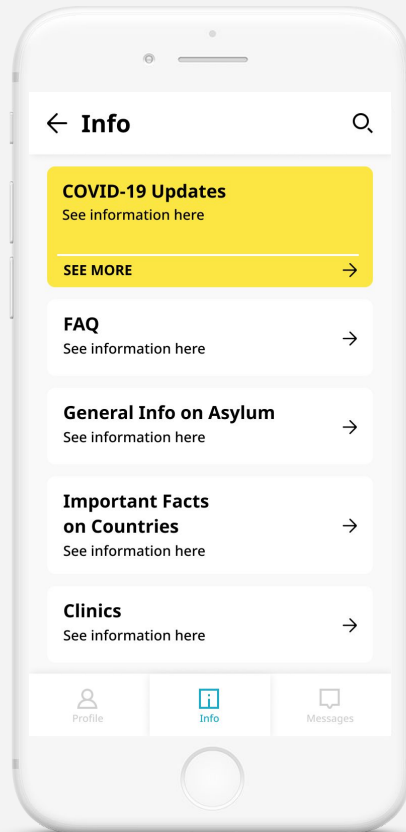 Info
COVID-19 Updates
See information here
SEE MORE
FAQ
See information here
General Info on Asylum
See information here
Important Facts
on Countries
See information here
Clinics
See information here
Profile
Info
Messages